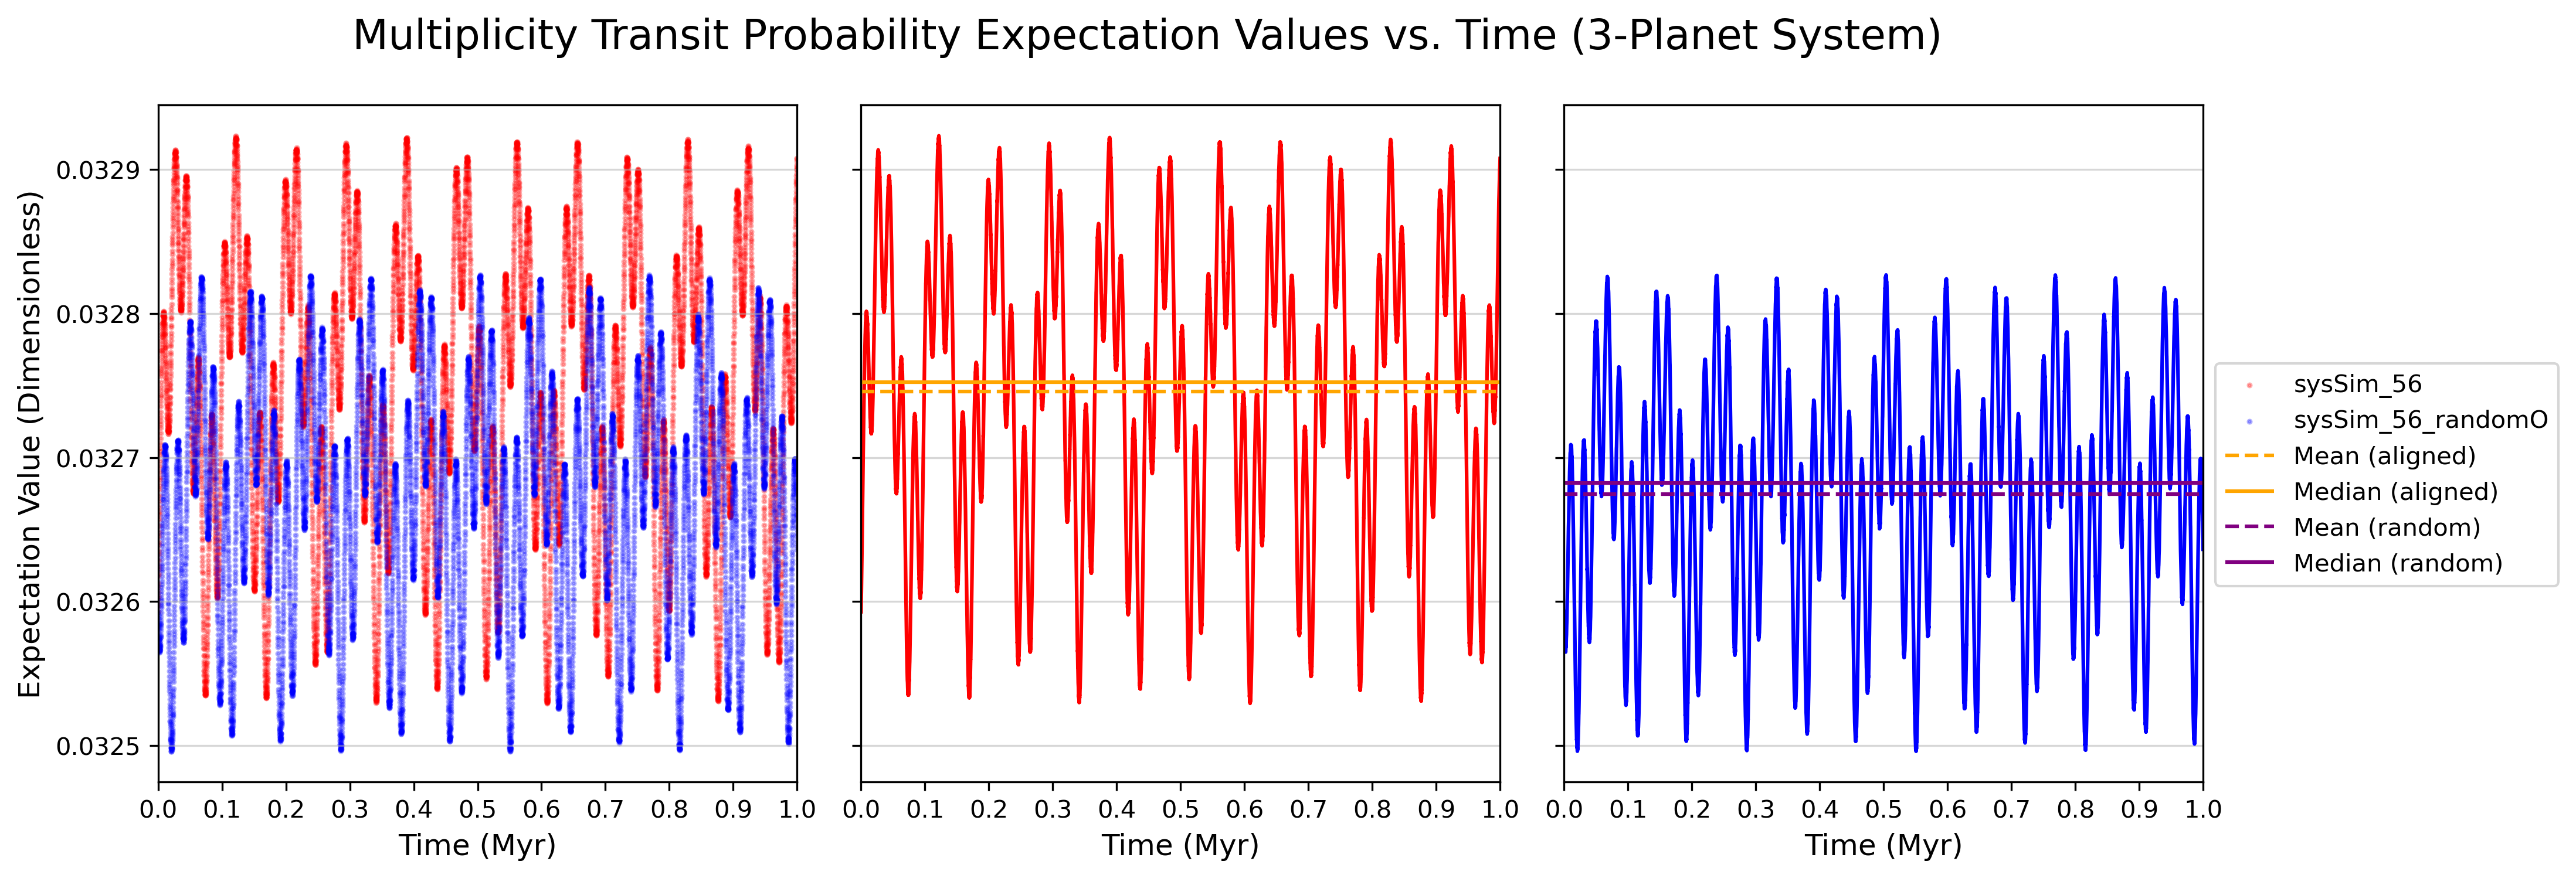 Multiplicity Transit Probability Expectation Values vs. Time (3-Planet System)
Expectation Value (Dimensionless)
0.0329
0.0328
0.0327
0.0326
0.0325
0.0 0.1 0.2 0.3 0.4 0.5 0.6 0.7 0.8 0.9 1.0
Time (Myr)
0.0 0.1 0.2 0.3 0.4 0.5 0.6 0.7 0.8 0.9 1.0
Time (Myr)
0.0 0.1 0.2 0.3 0.4 0.5 0.6 0.7 0.8 0.9 1.0
Time (Myr)
sysSim_56
sysSim_56_randomO
Mean (aligned)
Median (aligned)
Mean (random)
Median (random)